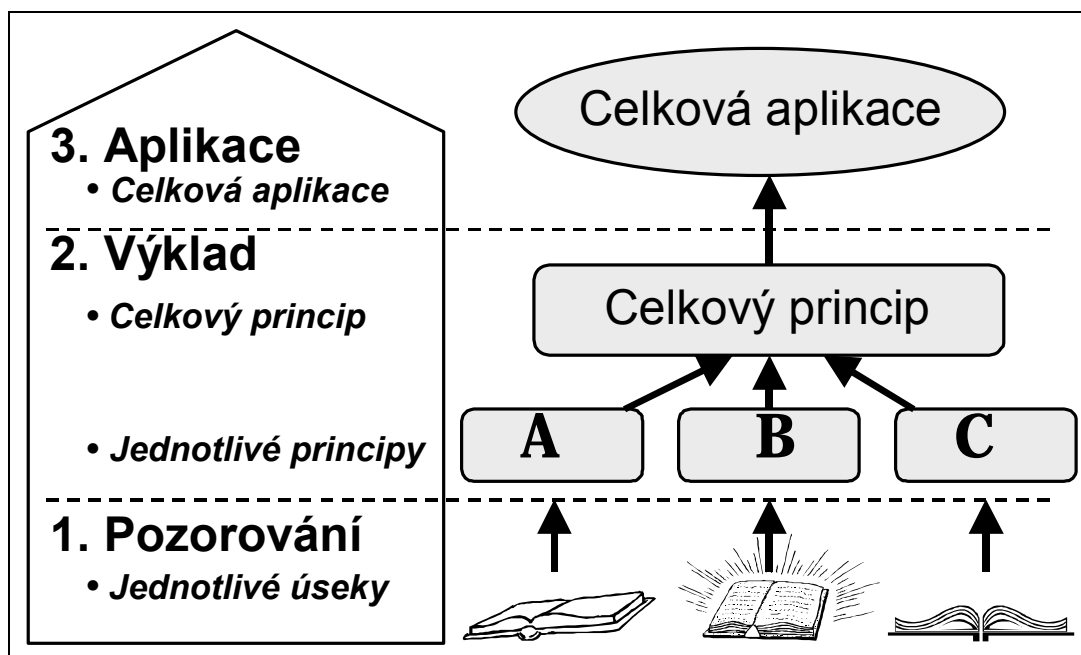 3. Aplikace
• Celková aplikace
2. Výklad
• Celkový princip
• Jednotlivé principy
1. Pozorování
• Jednotlivé úseky
Celková aplikace
Celkový princip
A B C